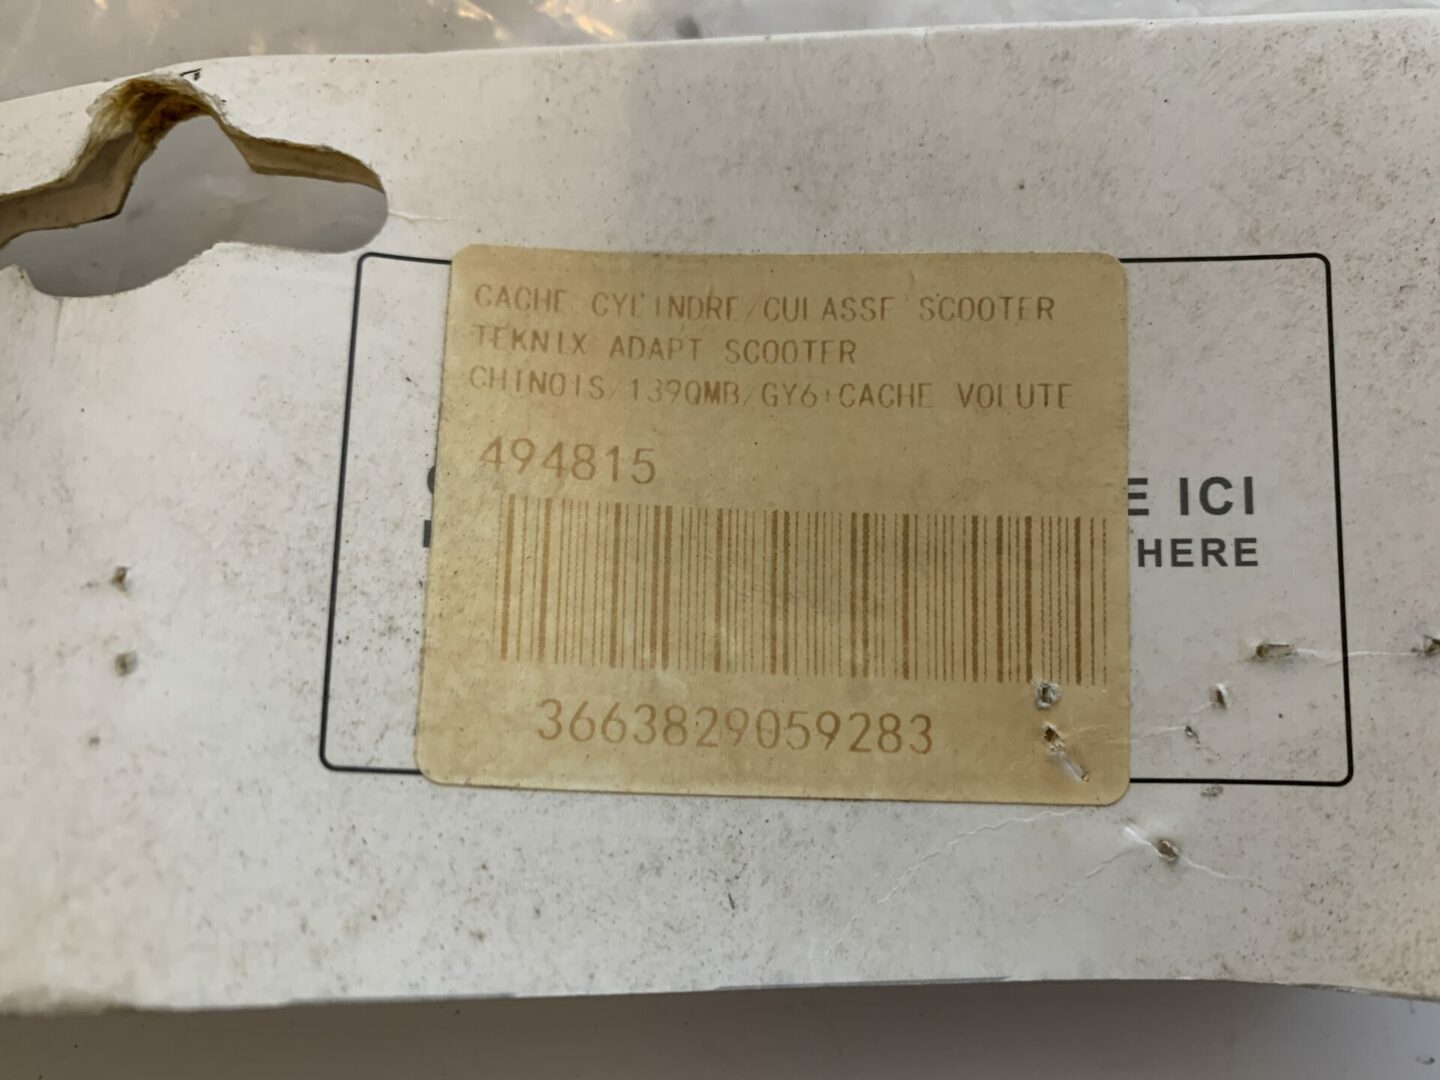 CACHE CYLINDRE/CULASSE SCOOTER
TEKNIX ADAPT SCOOTER
CHINOIS/139QMB/GY6+CACHE VOLUTE
494815
ICI
HERE
3663829059283